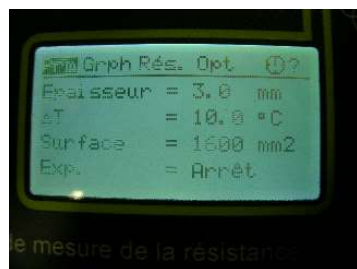 Grph Rés. Opt ?
Epaisseur = 3.0 mm
ΔT = 10.0 °C
Surface = 1600 mm2
Exp. = Arrêt
de mesure de la résistance